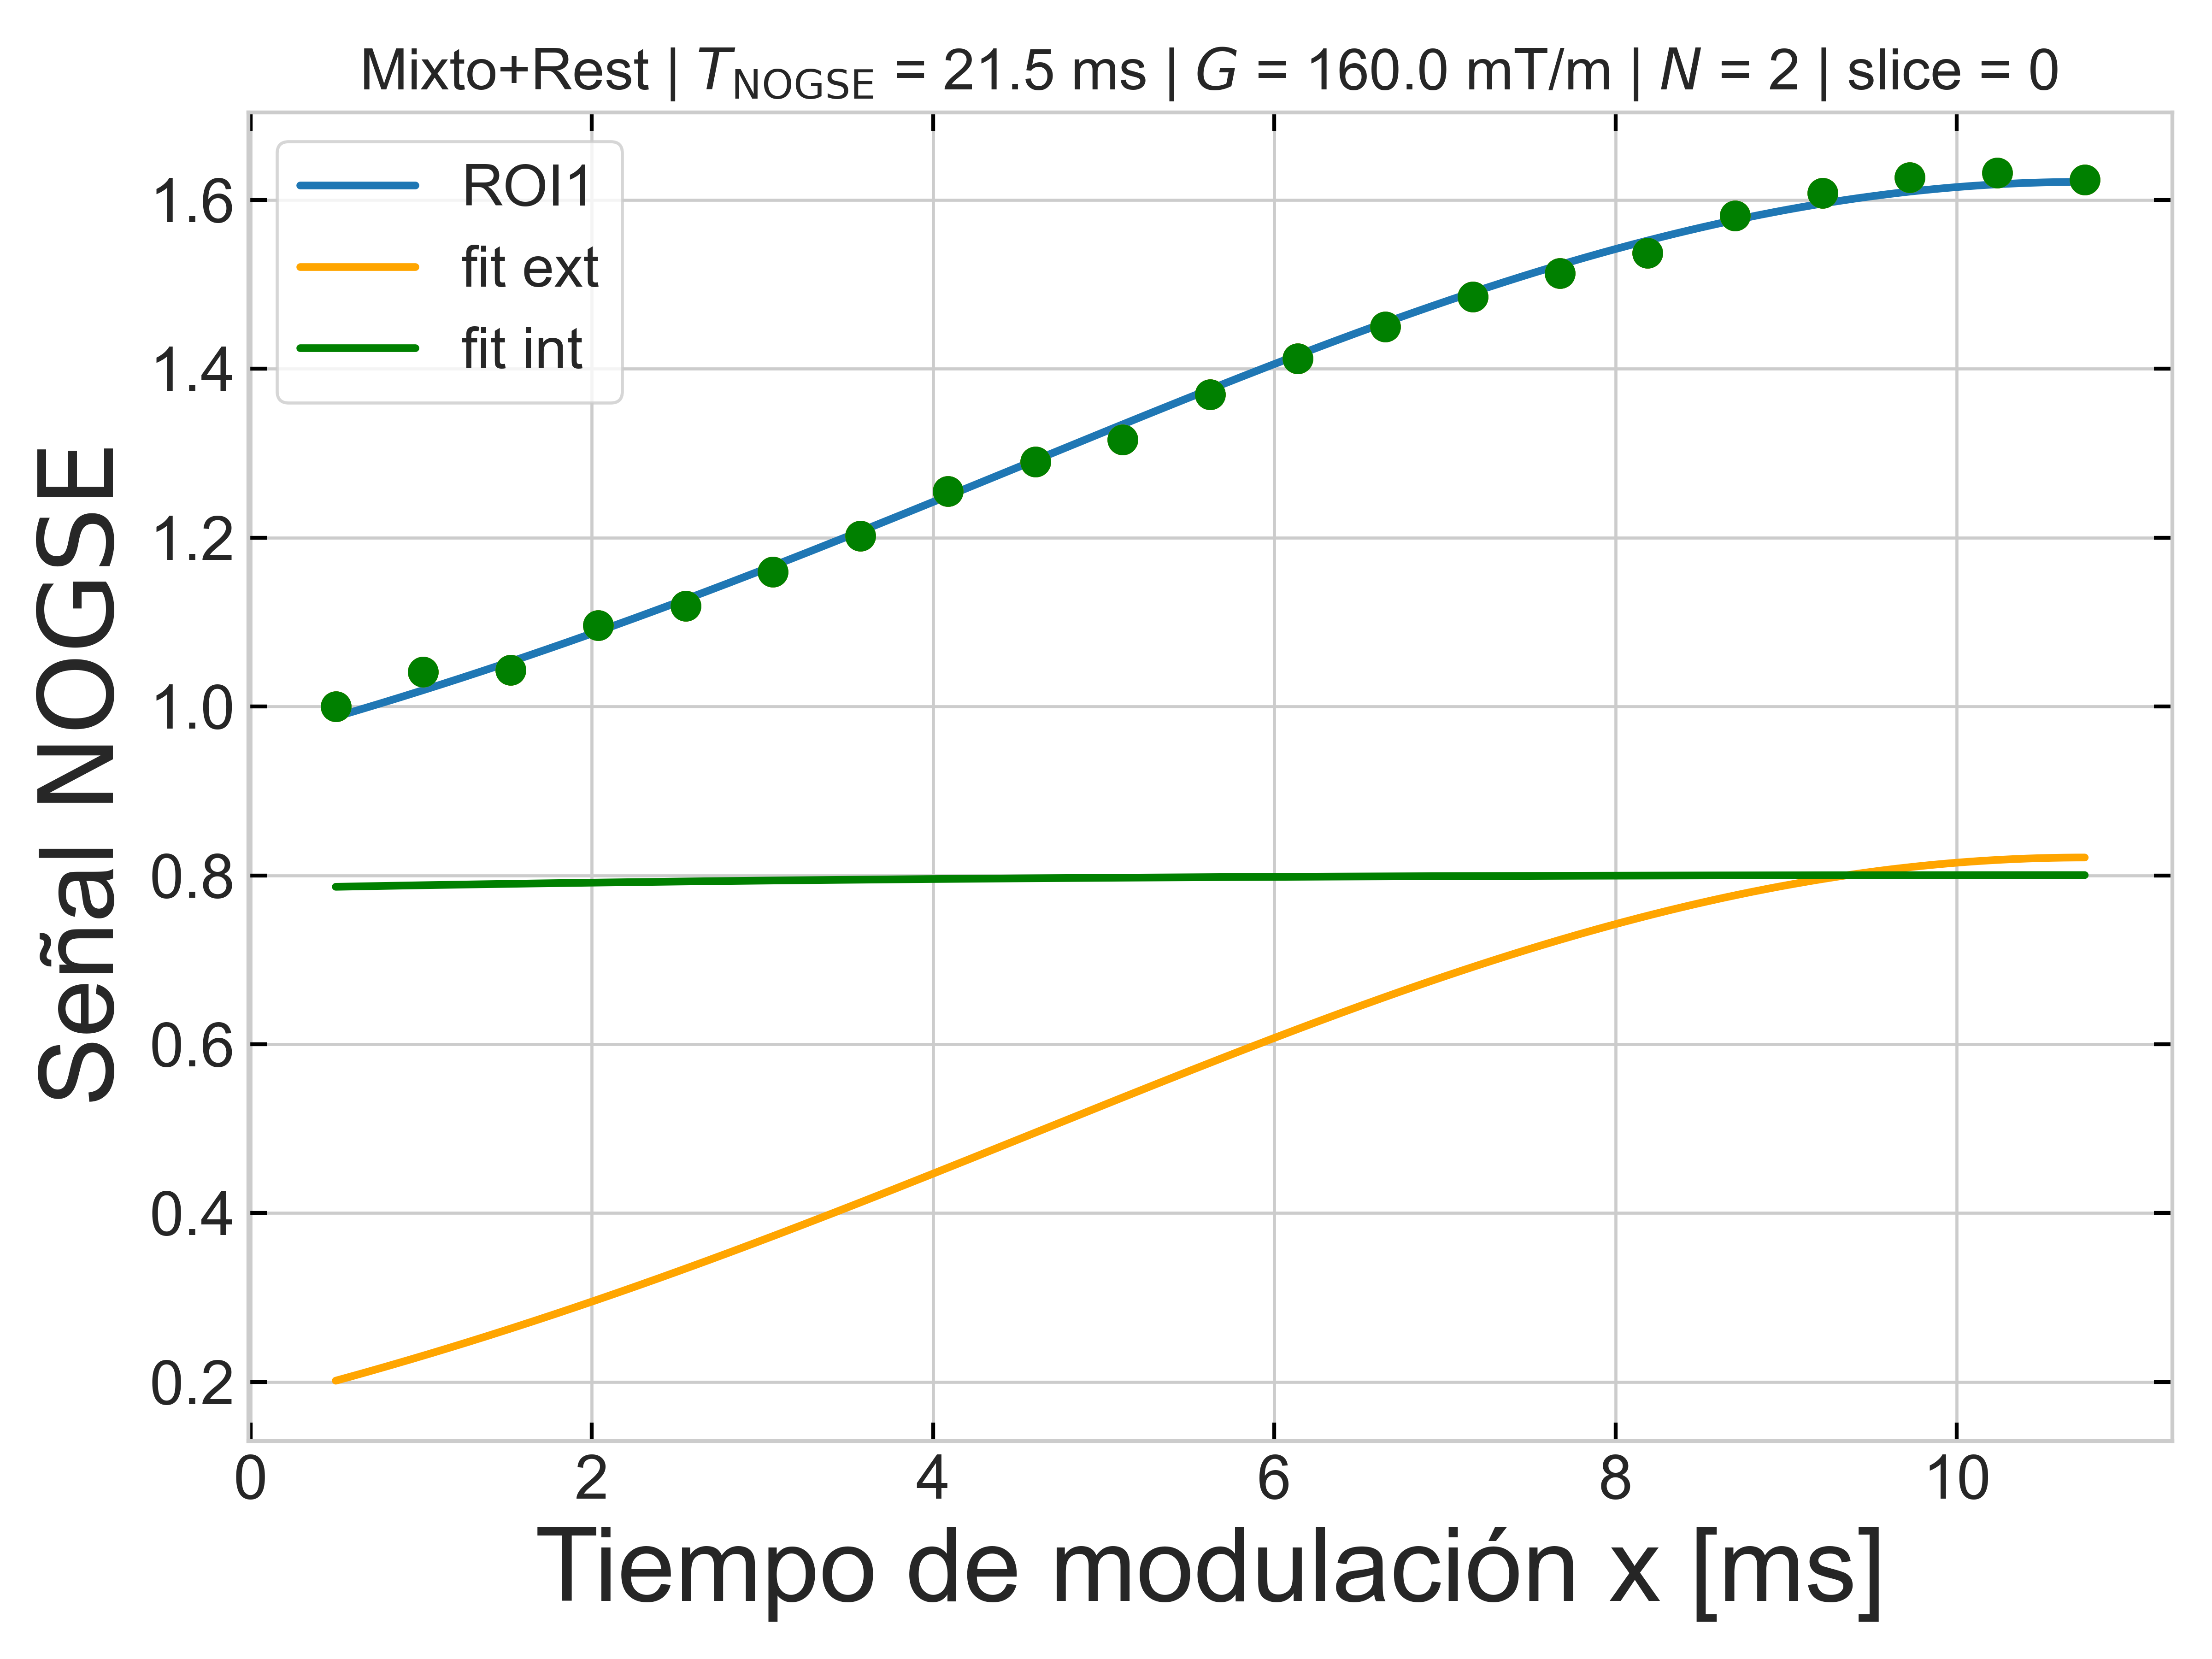 Mixto+Rest | T_NOGSE = 21.5 ms | G = 160.0 mT/m | N = 2 | slice = 0
ROI1
fit ext
fit int
Señal NOGSE
1.6
1.4
1.2
1.0
0.8
0.6
0.4
0.2
0 2 4 6 8 10
Tiempo de modulación x [ms]